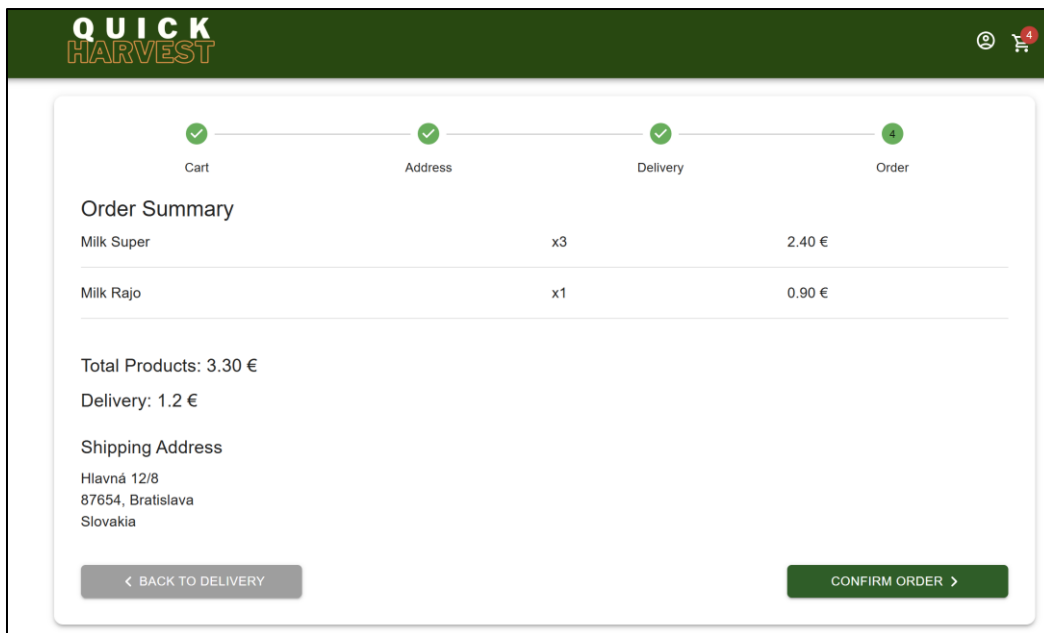 QUICK
HARVEST
4
4
Cart Address Delivery Order
Order Summary
Milk Super x3 2.40 €
Milk Rajo x1 0.90 €
Total Products: 3.30 €
Delivery: 1.2 €
Shipping Address
Hlavná 12/8
87654, Bratislava
Slovakia
BACK TO DELIVERY CONFIRM ORDER